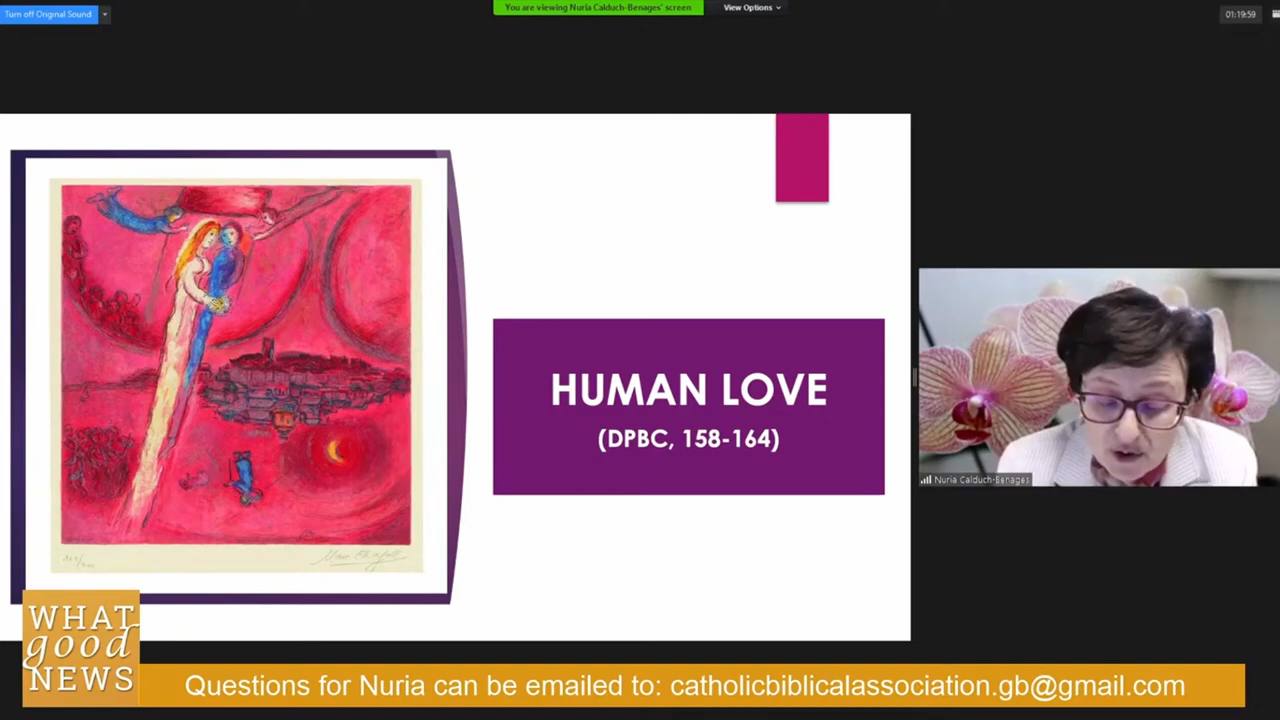 Turn off Original Sound
You are viewing Nuria Calduch-Benages' screen
View Options
01:19:59
HUMAN LOVE
(DPBC, 158-164)
Nuria Calduch-Benages
WHAT
good
NEWS
Questions for Nuria can be emailed to: catholicbiblicalassociation.gb@gmail.com